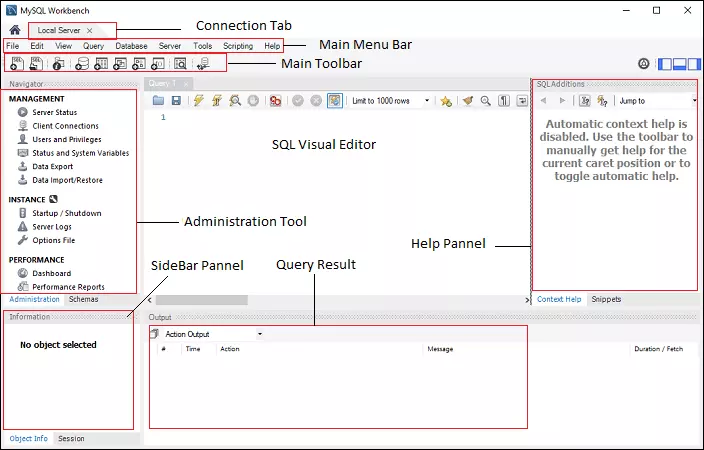 MySQL Workbench
Connection Tab
Local Server
File Edit View Query Database Server Tools Scripting Help
Main Menu Bar
Main Toolbar
Navigator
Query 1
SQLAdditions
MANAGEMENT
Server Status
Client Connections
Users and Privileges
Status and System Variables
Data Export
Data Import/Restore
INSTANCE
Startup / Shutdown
Server Logs
Options File
PERFORMANCE
Dashboard
Performance Reports
Administration Schemas
Limit to 1000 rows
1
SQL Visual Editor
Administration Tool
SideBar Pannel
Query Result
Help Pannel
Jump to
Automatic context help is
disabled. Use the toolbar to
manually get help for the
current caret position or to
toggle automatic help.
Context Help Snippets
Information
No object selected
Object Info Session
Output
Action Output
# Time Action Message Duration / Fetch